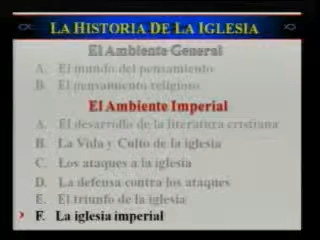 LA HISTORIA DE LA IGLESIA
El Ambiente General
A. El mundo del pensamiento
B. El pensamiento religioso
El Ambiente Imperial
A. El desarrollo de la literatura cristiana
B. La Vida y Culto de la iglesia
C. Los ataques a la iglesia
D. La defensa contra los ataques
E. El triunfo de la iglesia
F. La iglesia imperial